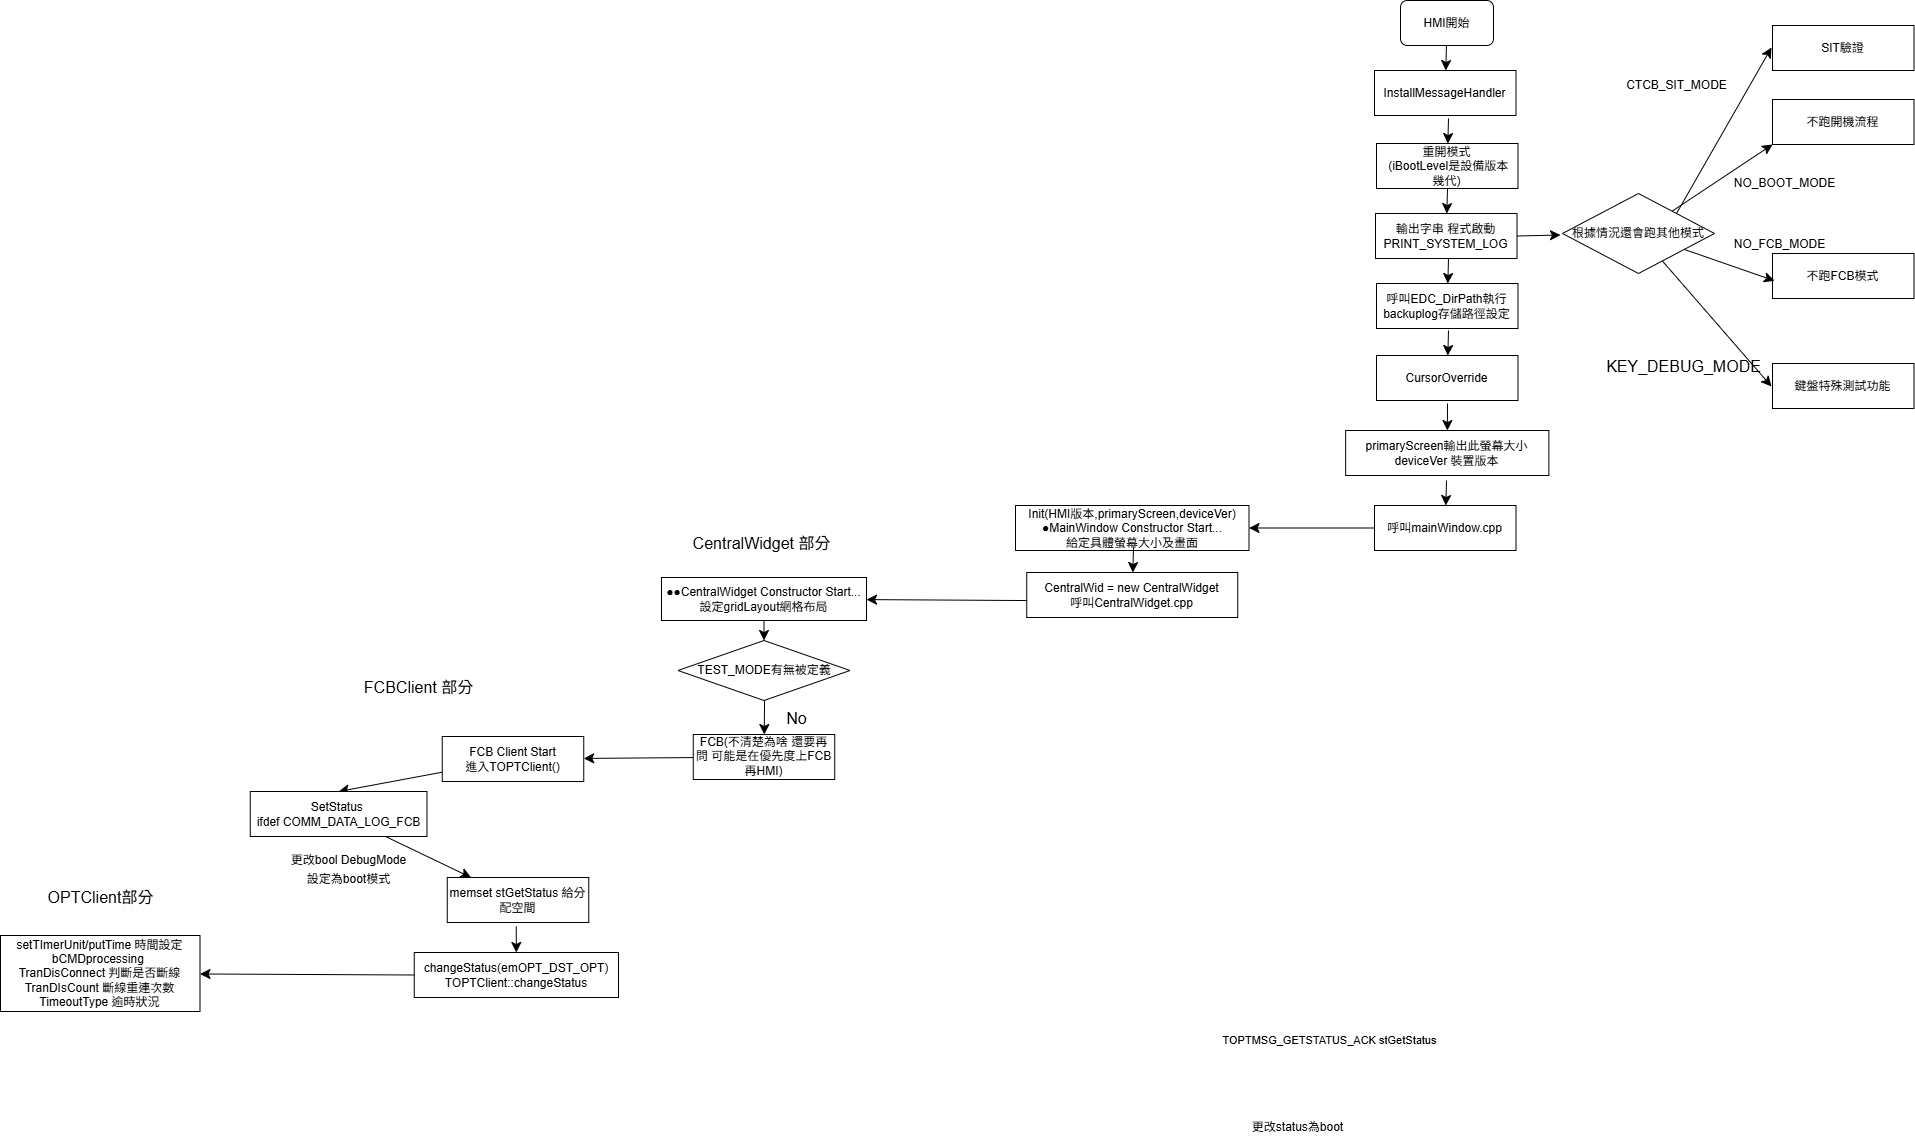 HMI開始
InstallMessageHandler
重開模式
(iBootLevel是設備版本
幾代)
輸出字串 程式啟動
PRINT_SYSTEM_LOG
根據情況還會跑其他模式
CTCB_SIT_MODE
SIT驗證
不跑開機流程
NO_BOOT_MODE
NO_FCB_MODE
不跑FCB模式
KEY_DEBUG_MODE
鍵盤特殊測試功能
呼叫EDC_DirPath執行
backuplog存儲路徑設定
CursorOverride
primaryScreen輸出此螢幕大小
deviceVer 裝置版本
呼叫mainWindow.cpp
Init(HMI版本,primaryScreen,deviceVer)
●MainWindow Constructor Start...
給定具體螢幕大小及畫面
CentralWid = new CentralWidget
呼叫CentralWidget.cpp
CentralWidget 部分
●●CentralWidget Constructor Start...
設定gridLayout網格布局
TEST_MODE有無被定義
No
FCB(不清楚為啥 還要再
問 可能是在優先度上FCB
再HMI)
FCBClient 部分
FCB Client Start
進入TOPTClient()
SetStatus
ifdef COMM_DATA_LOG_FCB
更改bool DebugMode
設定為boot模式
memset stGetStatus 給分
配空間
changeStatus(emOPT_DST_OPT)
TOPTClient::changeStatus
OPTClient部分
setTImerUnit/putTime 時間設定
bCMDprocessing
TranDisConnect 判斷是否斷線
TranDIsCount 斷線重連次數
TimeoutType 逾時狀況
TOPTMSG_GETSTATUS_ACK stGetStatus
更改status為boot